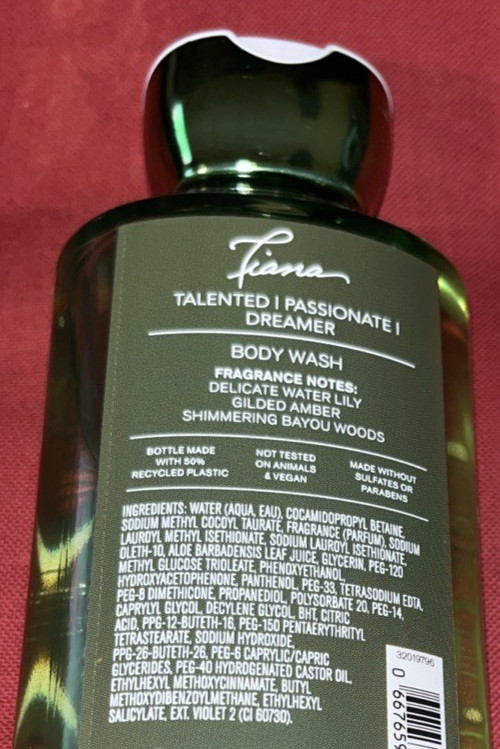 Tiana
TALENTED | PASSIONATE |
DREAMER
BODY WASH
FRAGRANCE NOTES:
DELICATE WATER LILY
GILDED AMBER
SHIMMERING BAYOU WOODS
BOTTLE MADE
WITH 50%
RECYCLED PLASTIC
NOT TESTED
ON ANIMALS
& VEGAN
MADE WITHOUT
SULFATES OR
PARABENS
INGREDIENTS: WATER (AQUA, EAU), COCAMIDOPROPYL BETAINE,
SODIUM METHYL COCOYL TAURATE, FRAGRANCE (PARFUM), SODIUM
LAUROYL METHYL ISETHIONATE, SODIUM LAUROYL ISETHIONATE,
OLETH-10, ALOE BARBADENSIS LEAF JUICE, GLYCERIN, PEG-120
METHYL GLUCOSE TRIOLEATE, PHENOXYETHANOL,
HYDROXYACETOPHENONE, PANTHENOL, PEG-33, TETRASODIUM EDTA,
PEG-8 DIMETHICONE, PROPANEDIOL, POLYSORBATE 20, PEG-14,
CAPRYLYL GLYCOL, DECYLENE GLYCOL, BHT, CITRIC
ACID, PPG-12-BUTETH-16, PEG-150 PENTAERYTHRITYL
TETRASTEARATE, SODIUM HYDROXIDE,
PPG-26-BUTETH-26, PEG-6 CAPRYLIC/CAPRIC
GLYCERIDES, PEG-40 HYDROGENATED CASTOR OIL,
ETHYLHEXYL METHOXYCINNAMATE, BUTYL
METHOXYDIBENZOYLMETHANE, ETHYLHEXYL
SALICYLATE, EXT. VIOLET 2 (CI 60730).
32019796
0 66765